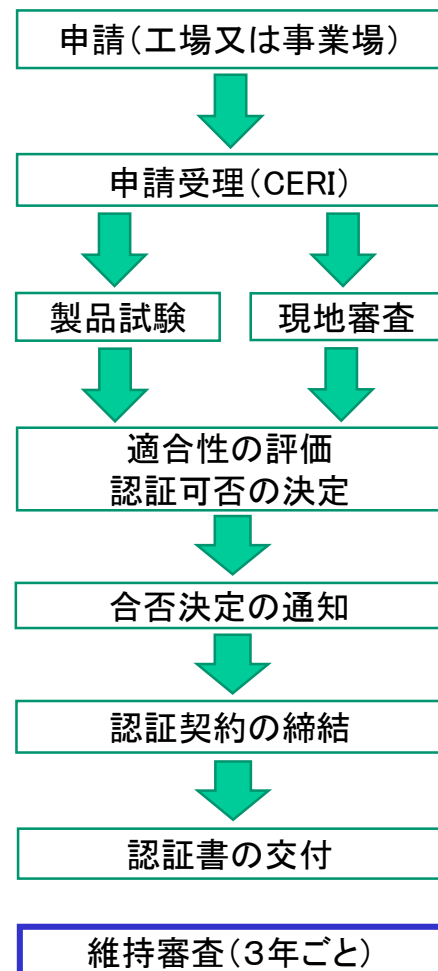 申請（工場又は事業場）
申請受理（CERI）
製品試験
現地審査
適合性の評価
認証可否の決定
合否決定の通知
認証契約の締結
認証書の交付
維持審査（３年ごと）